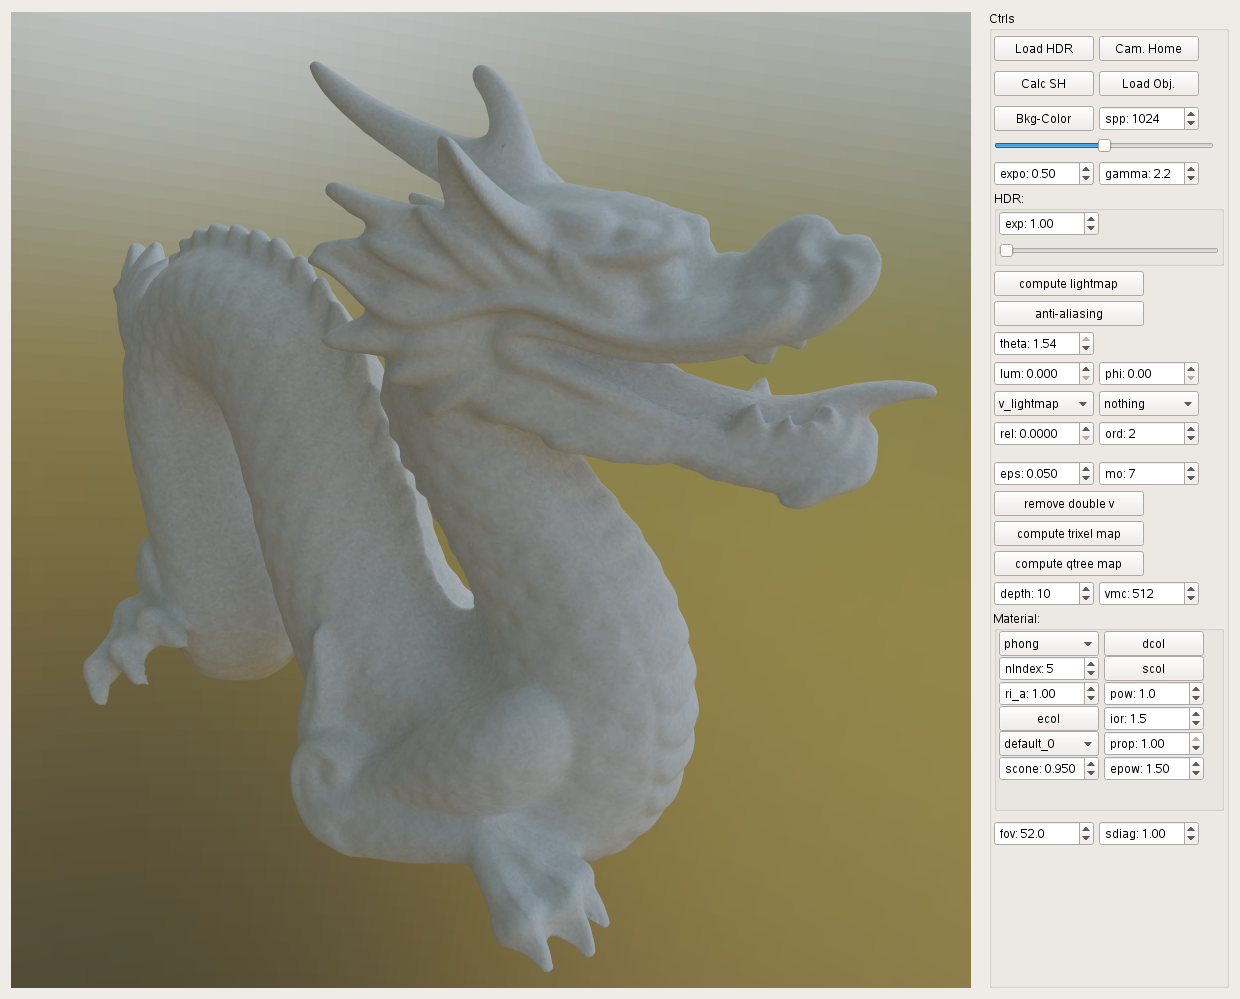 Ctrls
Load HDR Cam. Home
Calc SH Load Obj.
Bkg-Color spp: 1024
expo: 0.50 gamma: 2.2
HDR:
exp: 1.00
compute lightmap
anti-aliasing
theta: 1.54
lum: 0.000 phi: 0.00
v_lightmap nothing
rel: 0.0000 ord: 2
eps: 0.050 mo: 7
remove double v
compute trixel map
compute qtree map
depth: 10 vmc: 512
Material:
phong dcol
nIndex: 5 scol
ri_a: 1.00 pow: 1.0
ecol ior: 1.5
default_0 prop: 1.00
scone: 0.950 epow: 1.50
fov: 52.0 sdiag: 1.00